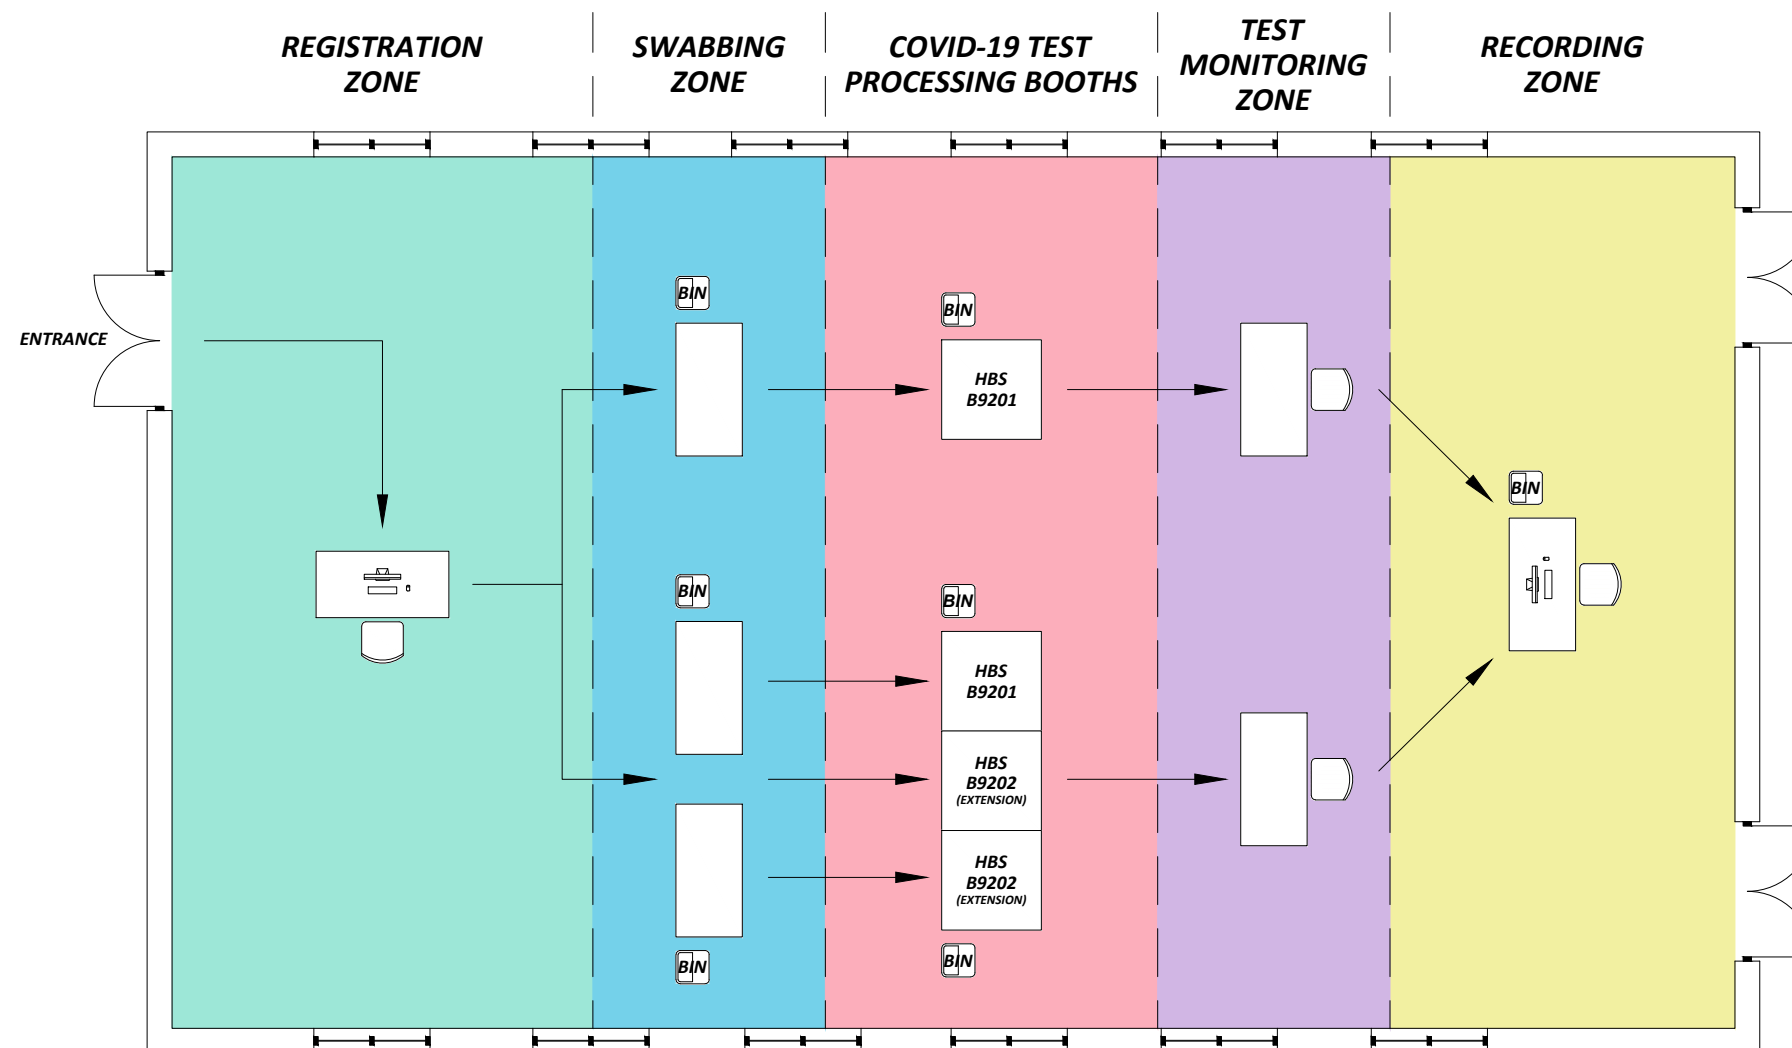 REGISTRATION
ZONE
SWABBING
ZONE
COVID-19 TEST
PROCESSING BOOTHS
TEST
MONITORING
ZONE
RECORDING
ZONE
ENTRANCE
BIN
BIN
HBS
B9201
BIN
BIN
BIN
HBS
B9201
HBS
B9202
(EXTENSION)
HBS
B9202
(EXTENSION)
BIN
BIN